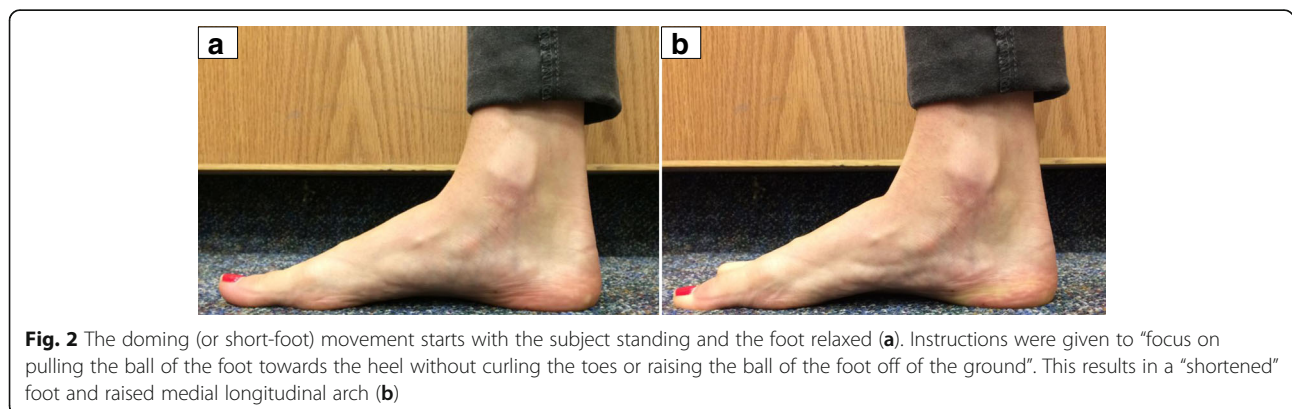 a
b
Fig. 2 The doming (or short-foot) movement starts with the subject standing and the foot relaxed (a). Instructions were given to “focus on
pulling the ball of the foot towards the heel without curling the toes or raising the ball of the foot off of the ground”. This results in a “shortened”
foot and raised medial longitudinal arch (b)